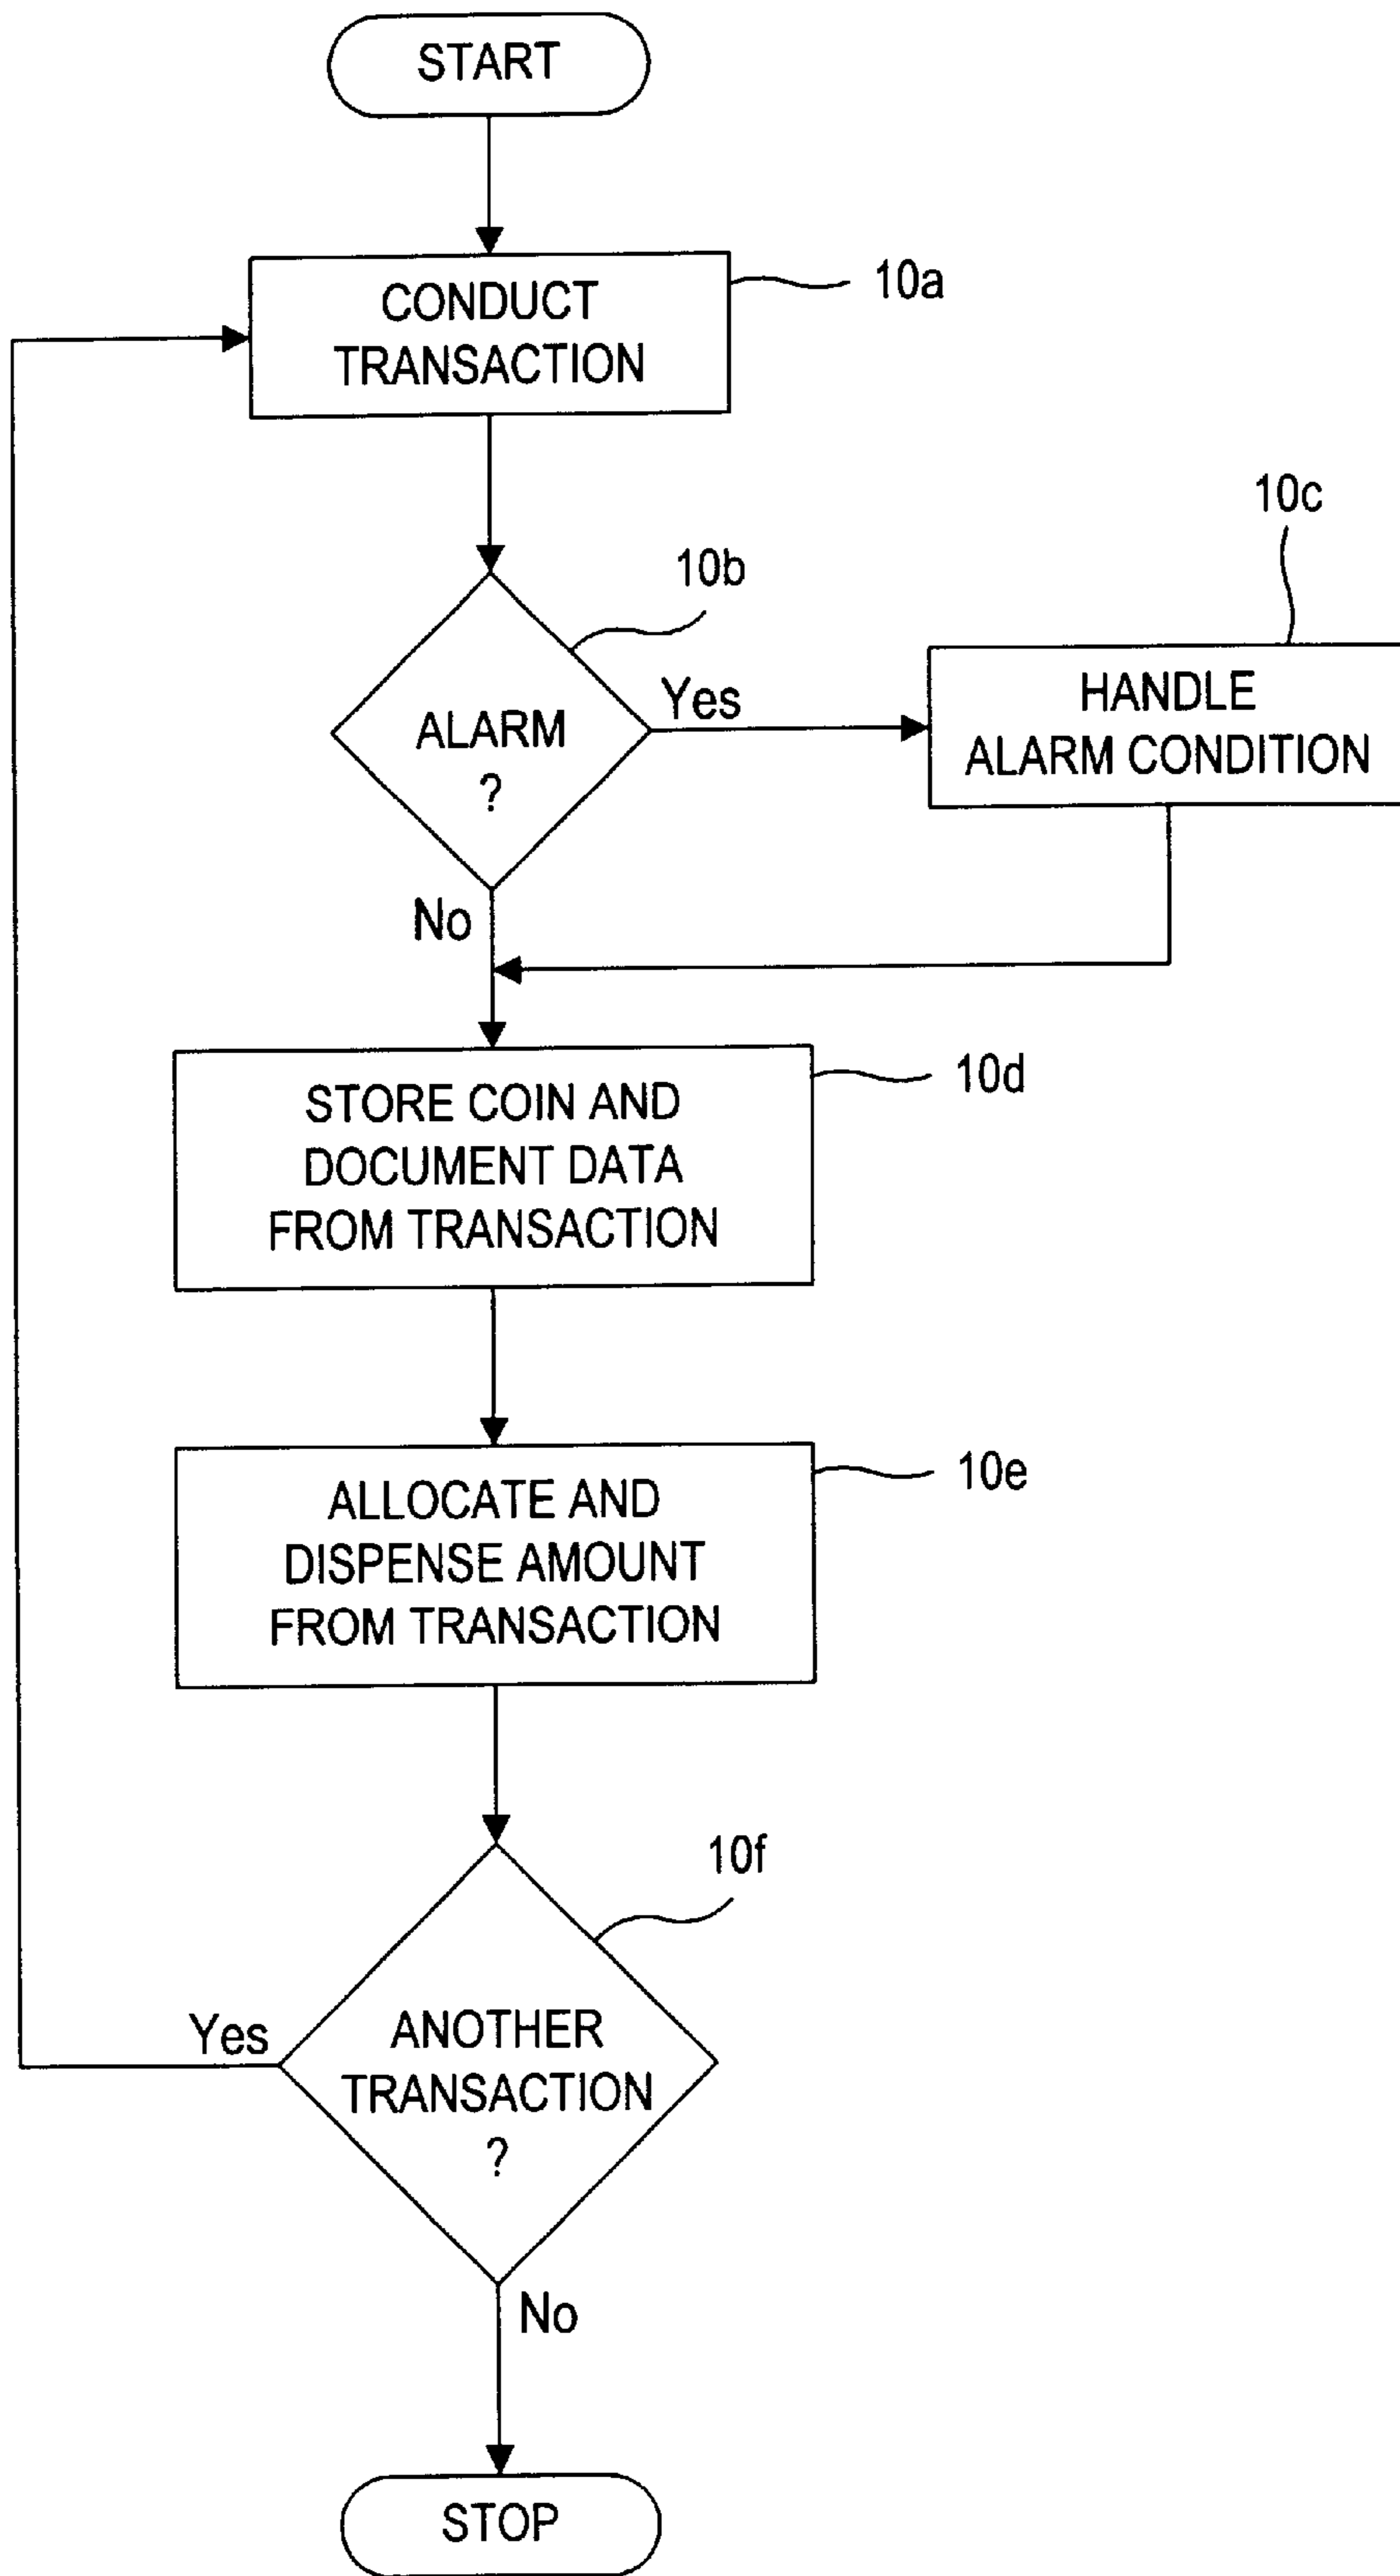 START
CONDUCT
TRANSACTION
10a
10b
ALARM
?
Yes
No
10c
HANDLE
ALARM CONDITION
STORE COIN AND
DOCUMENT DATA
FROM TRANSACTION
10d
ALLOCATE AND
DISPENSE AMOUNT
FROM TRANSACTION
10e
10f
ANOTHER
TRANSACTION
?
Yes
No
STOP